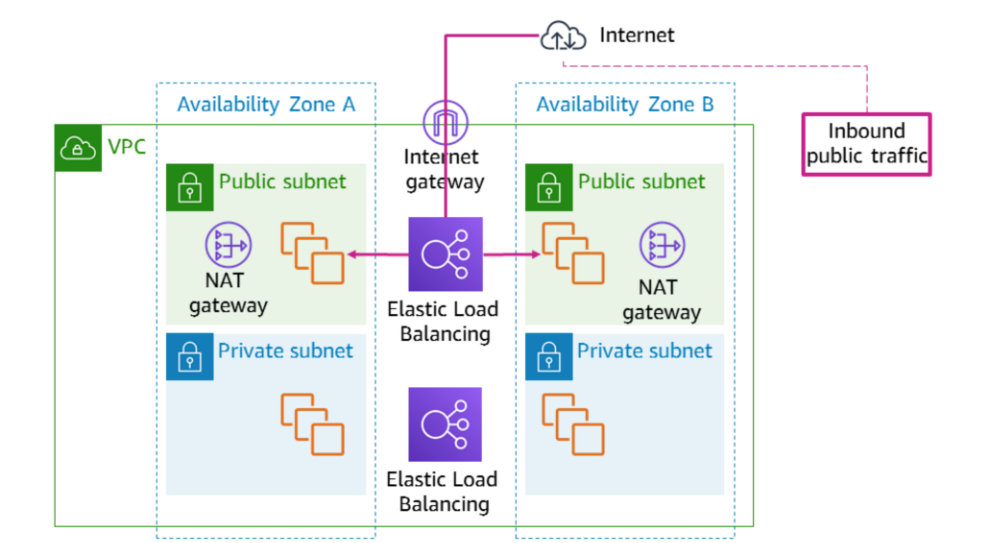 Internet
Availability Zone A
Availability Zone B
Inbound
public traffic
VPC
Internet
gateway
Public subnet
Public subnet
NAT
gateway
NAT
gateway
Elastic Load
Balancing
Private subnet
Private subnet
Elastic Load
Balancing